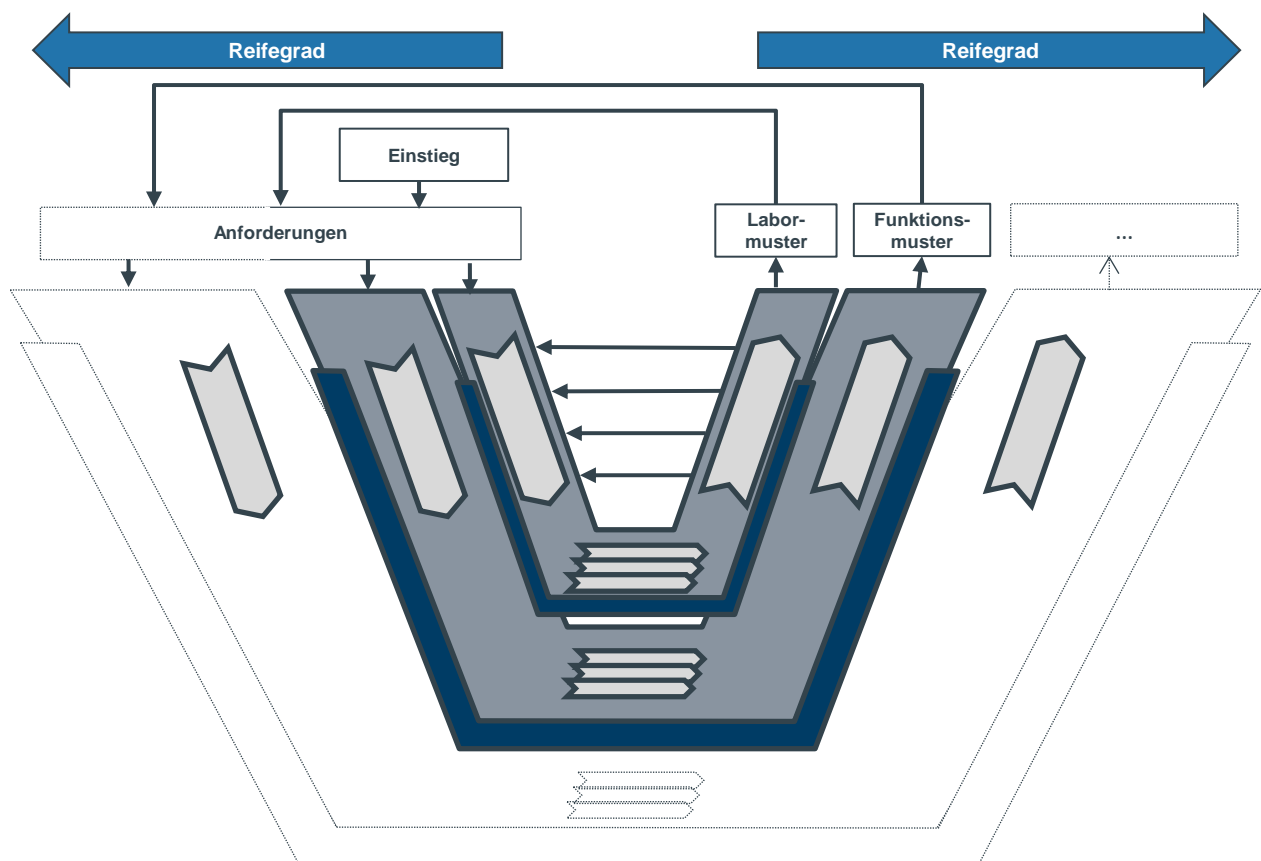 Reifegrad
Reifegrad
Einstieg
Anforderungen
Labor-
muster
Funktions-
muster
...